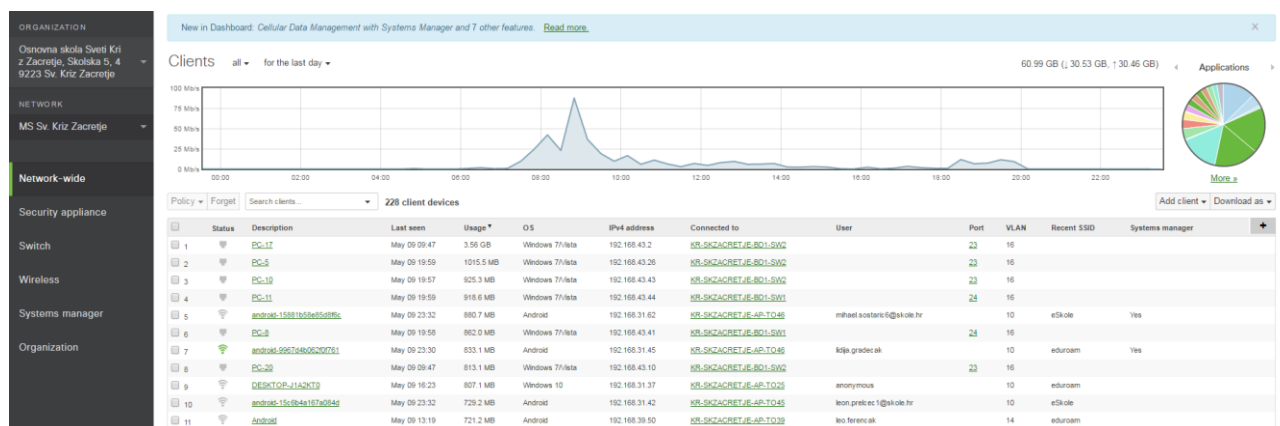 ORGANIZATION
Osnovna skola Sveti Kri
z Zacretje, Skolska 5, 4
9223 Sv. Kriz Zacretje
NETWORK
MS Sv. Kriz Zacretje
Network-wide
Security appliance
Switch
Wireless
Systems manager
Organization
New in Dashboard: Cellular Data Management with Systems Manager and 7 other features. Read more.
Clients all for the last day
60.99 GB (↓ 30.53 GB, ↑ 30.46 GB)
Applications
More »
100 Mb/s
75 Mb/s
50 Mb/s
25 Mb/s
0 Mb/s
00:00 02:00 04:00 06:00 08:00 10:00 12:00 14:00 16:00 18:00 20:00 22:00
Policy Forget Search clients... 228 client devices Add client Download as
Status Description Last seen Usage OS IPv4 address Connected to User Port VLAN Recent SSID Systems manager +
1 PC-17 May 09 09:47 3.56 GB Windows 7/Vista 192.168.43.2 KR-SKZACRETJE-BD1-SW2 23 16
2 PC-5 May 09 19:59 1015.5 MB Windows 7/Vista 192.168.43.26 KR-SKZACRETJE-BD1-SW2 23 16
3 PC-10 May 09 19:57 925.3 MB Windows 7/Vista 192.168.43.43 KR-SKZACRETJE-BD1-SW2 23 16
4 PC-11 May 09 19:59 918.6 MB Windows 7/Vista 192.168.43.44 KR-SKZACRETJE-BD1-SW1 24 16
5 android-15881b58e85d8f6c May 09 23:32 880.7 MB Android 192.168.31.62 KR-SKZACRETJE-AP-TO46 mihael.sostaric6@skole.hr 10 eSkole Yes
6 PC-8 May 09 19:58 862.0 MB Windows 7/Vista 192.168.43.41 KR-SKZACRETJE-BD1-SW1 24 16
7 android-9967d4b062f0f761 May 09 23:30 833.1 MB Android 192.168.31.45 KR-SKZACRETJE-AP-TO46 lidija.gradecak 10 eduroam Yes
8 PC-20 May 09 09:47 813.1 MB Windows 7/Vista 192.168.43.10 KR-SKZACRETJE-BD1-SW2 23 16
9 DESKTOP-J1A2KT0 May 09 16:23 807.1 MB Windows 10 192.168.31.37 KR-SKZACRETJE-AP-TO25 anonymous 10 eduroam
10 android-15c6b4a167a084d May 09 23:32 729.2 MB Android 192.168.31.42 KR-SKZACRETJE-AP-TO45 leon.prelcec1@skole.hr 10 eSkole
11 Android May 09 13:19 721.2 MB Android 192.168.39.50 KR-SKZACRETJE-AP-TO39 leo.ferencak 14 eduroam